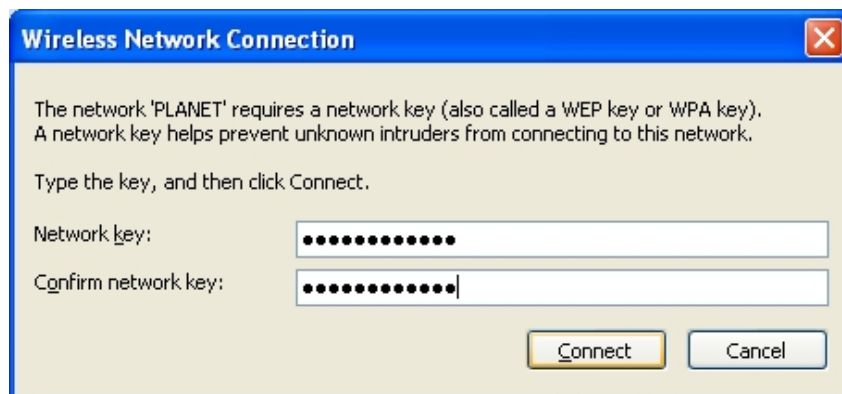 Wireless Network Connection
The network 'PLANET' requires a network key (also called a WEP key or WPA key).
A network key helps prevent unknown intruders from connecting to this network.
Type the key, and then click Connect.
Network key: ●●●●●●●●●●●●
Confirm network key: ●●●●●●●●●●●●
Connect Cancel